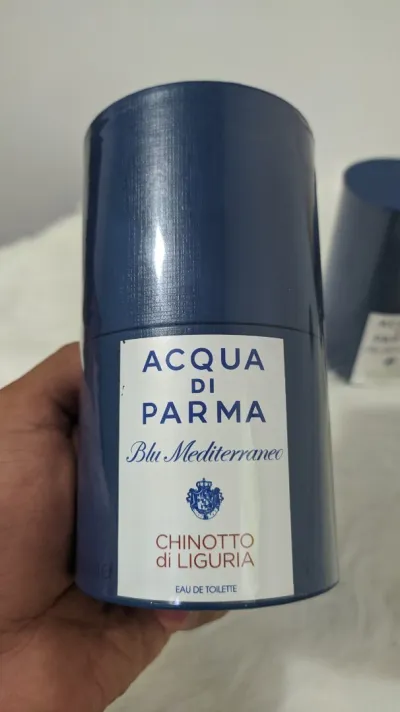 ACQUA
DI
PARMA
Blu Mediterraneo
CHINOTTO
di LIGURIA
EAU DE TOILETTE